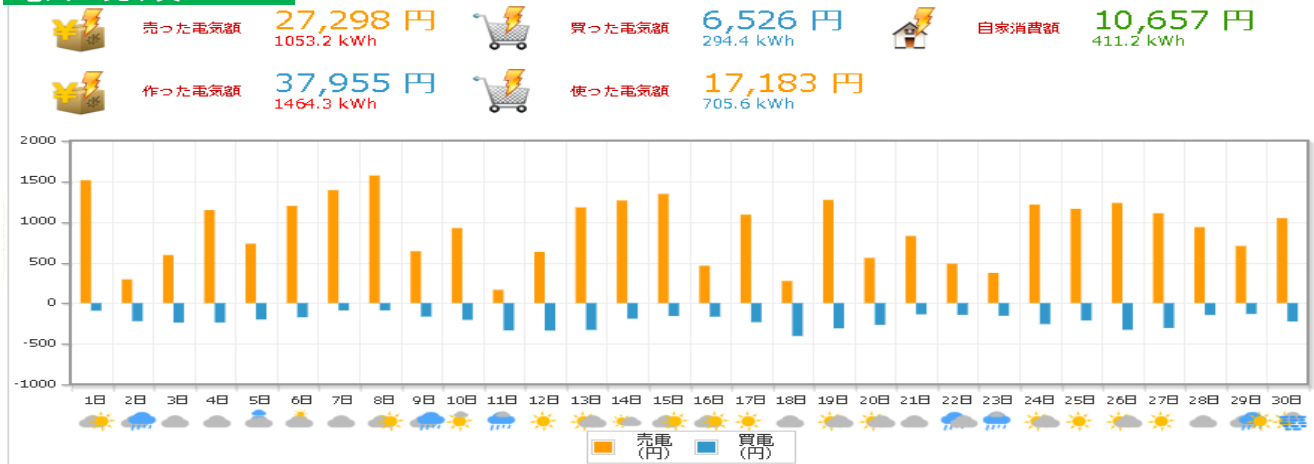 売った電気額 27,298 円 買った電気額 6,526 円 自家消費額 10,657 円
1053.2 kWh 294.4 kWh 411.2 kWh
作った電気額 37,955 円 使った電気額 17,183 円
1464.3 kWh 705.6 kWh
2000
1500
1000
500
0
-500
-1000
1日 2日 3日 4日 5日 6日 7日 8日 9日 10日 11日 12日 13日 14日 15日 16日 17日 18日 19日 20日 21日 22日 23日 24日 25日 26日 27日 28日 29日 30日
売電 買電
(円) (円)